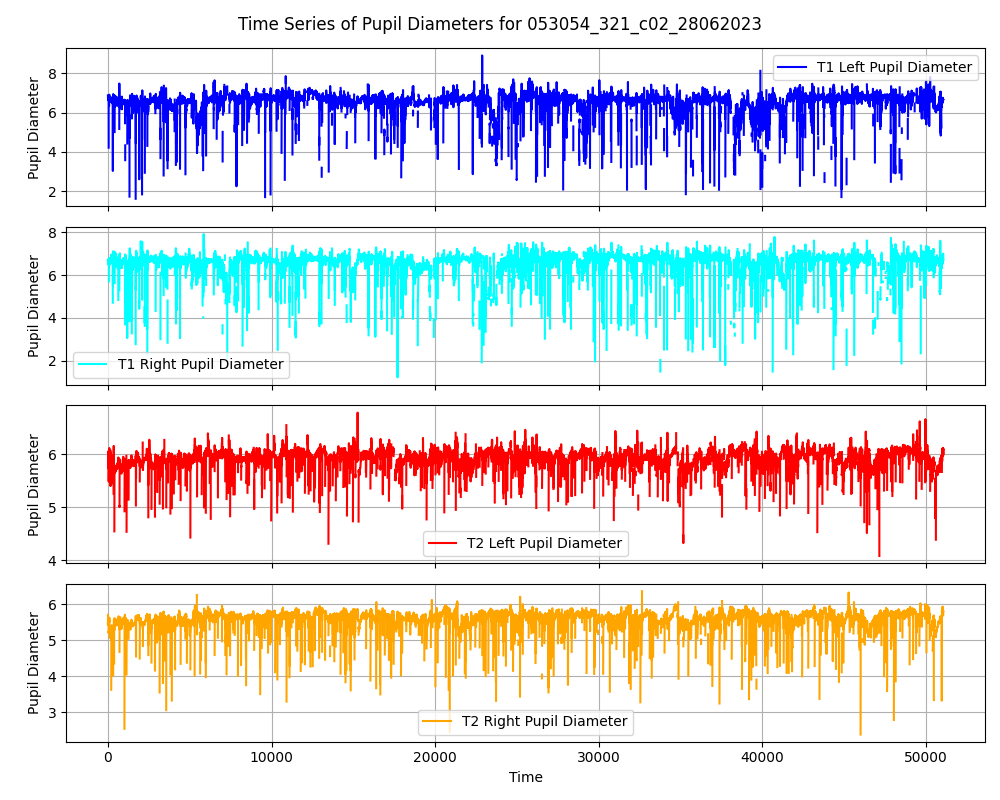 Time Series of Pupil Diameters for 053054_321_c02_28062023
Pupil Diameter
8
6
4
2
T1 Left Pupil Diameter
Pupil Diameter
8
6
4
2
T1 Right Pupil Diameter
Pupil Diameter
6
5
4
T2 Left Pupil Diameter
Pupil Diameter
6
5
4
3
T2 Right Pupil Diameter
0 10000 20000 30000 40000 50000
Time